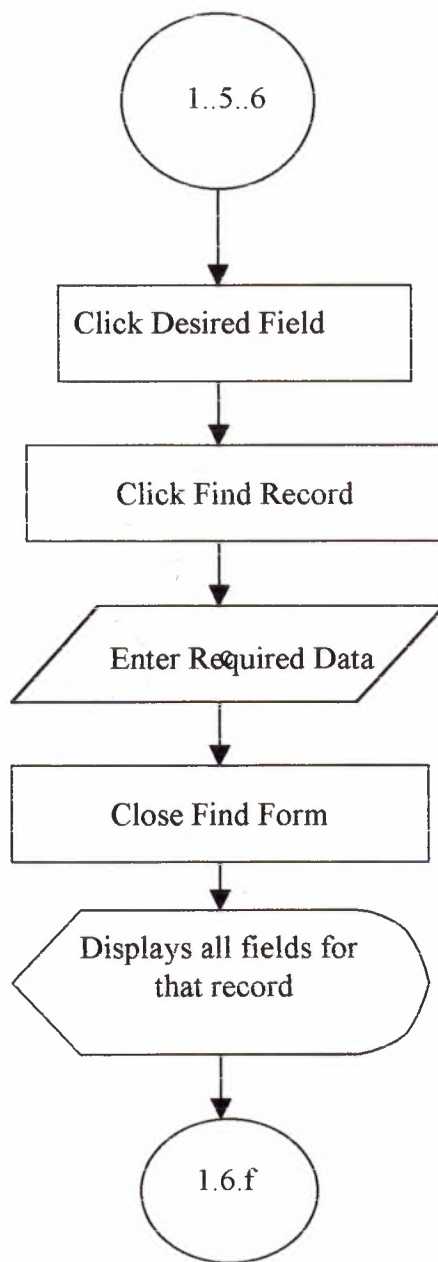 1..5..6
Click Desired Field
Click Find Record
Enter Required Data
Close Find Form
Displays all fields for
that record
1.6.f